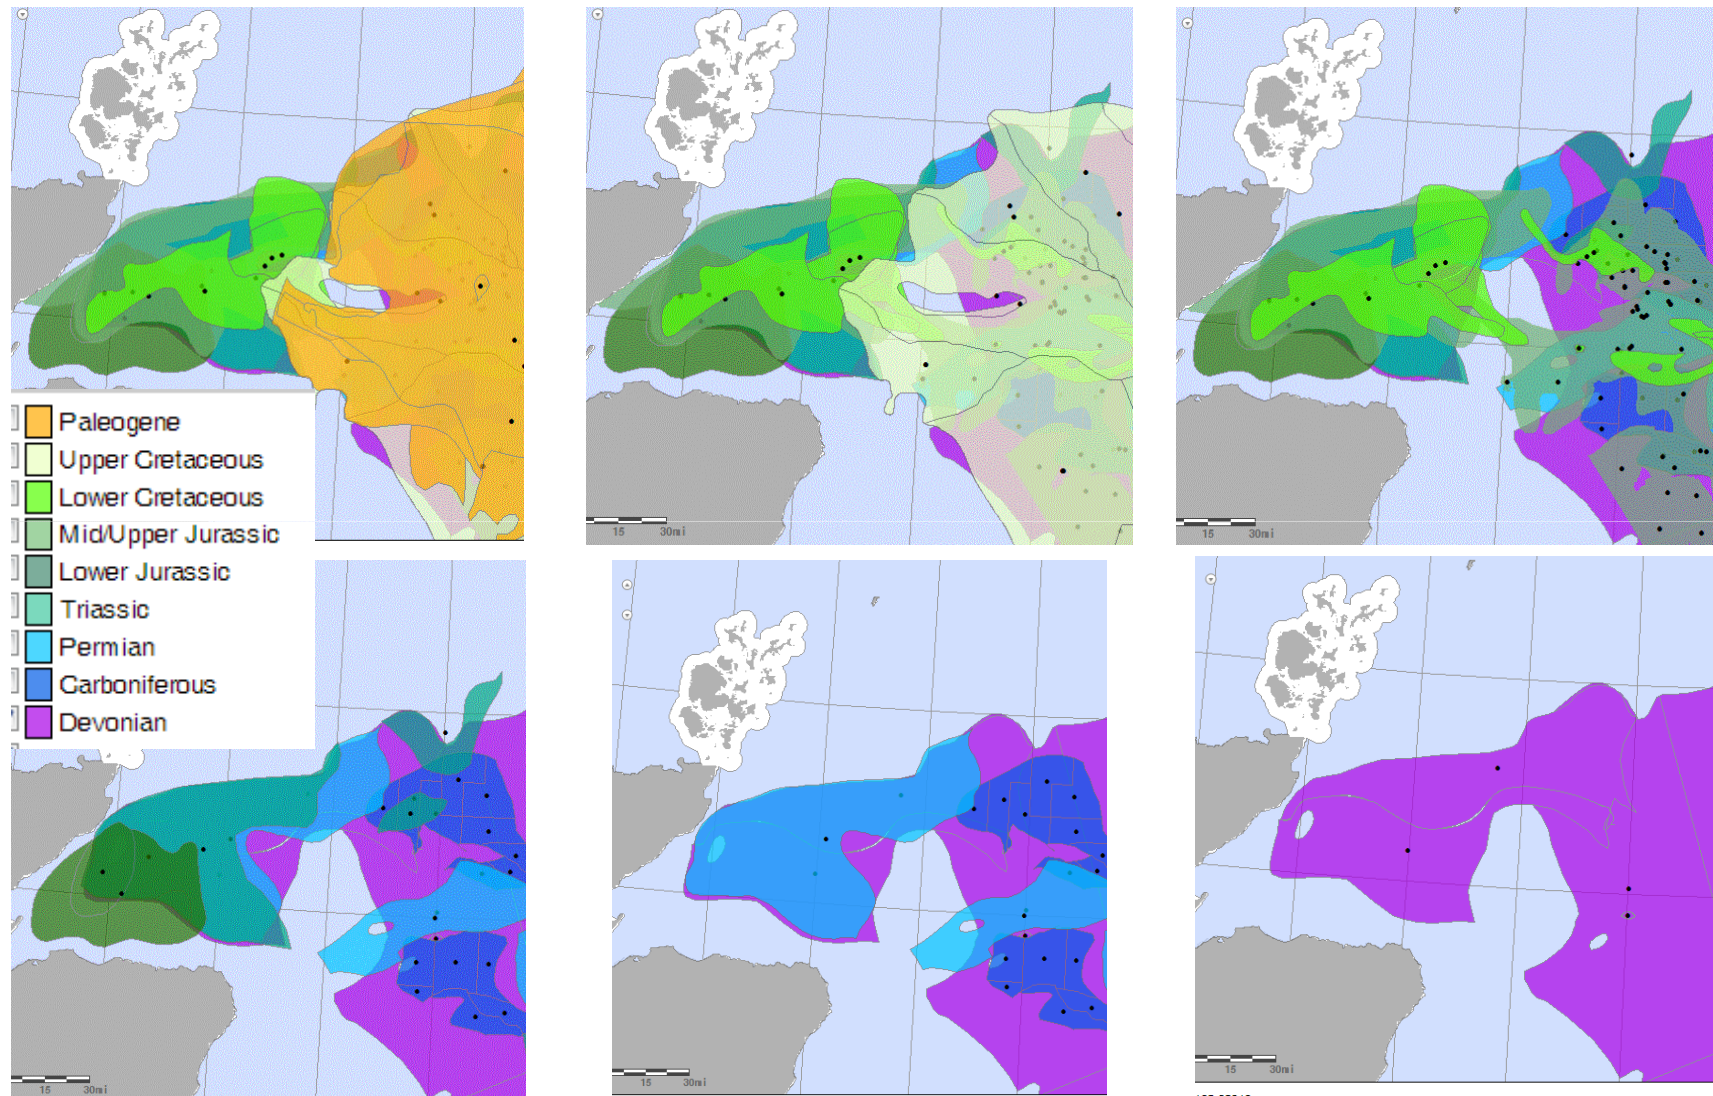 Paleogene
Upper Cretaceous
Lower Cretaceous
Mid/Upper Jurassic
Lower Jurassic
Triassic
Permian
Carboniferous
Devonian
15 30mi
15 30mi
15 30mi
15 30mi
15 30mi